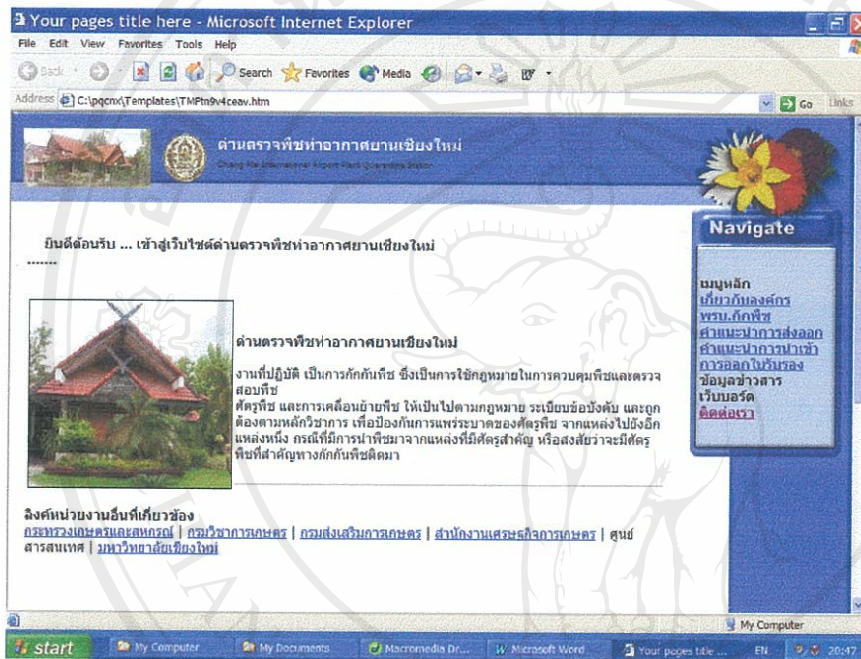 Your pages title here - Microsoft Internet Explorer
File Edit View Favorites Tools Help
Back Search Favorites Media
Address C:\pqcnx\Templates\TMPtn9v4ceav.htm Go Links
ด่านตรวจพืชท่าอากาศยานเชียงใหม่
Chiang Mai International Airport Plant Quarantine Station
Navigate
ยินดีต้อนรับ ... เข้าสู่เว็บไซต์ด่านตรวจพืชท่าอากาศยานเชียงใหม่
.......
เมนูหลัก
เกี่ยวกับองค์กร
พรบ.กักพืช
คำแนะนำการส่งออก
คำแนะนำการนำเข้า
การออกใบรับรอง
ข้อมูลข่าวสาร
เว็บบอร์ด
ติดต่อเรา
ด่านตรวจพืชท่าอากาศยานเชียงใหม่
งานที่ปฏิบัติ เป็นการกักกันพืช ซึ่งเป็นการใช้กฎหมายในการควบคุมพืชและตรวจ
สอบพืช
ศัตรูพืช และการเคลื่อนย้ายพืช ให้เป็นไปตามกฎหมาย ระเบียบข้อบังคับ และถูก
ต้องตามหลักวิชาการ เพื่อป้องกันการแพร่ระบาดของศัตรูพืช จากแหล่งไปยังอีก
แหล่งหนึ่ง กรณีที่มีการนำพืชมาจากแหล่งที่มีศัตรูสำคัญ หรือสงสัยว่าจะมีศัตรู
พืชที่สำคัญทางกักกันพืชติดมา
ลิงค์หน่วยงานอื่นที่เกี่ยวข้อง
กระทรวงเกษตรและสหกรณ์ | กรมวิชาการเกษตร | กรมส่งเสริมการเกษตร | สำนักงานเศรษฐกิจการเกษตร | ศูนย์
สารสนเทศ | มหาวิทยาลัยเชียงใหม่
My Computer
start My Computer My Documents Macromedia Dr... Microsoft Word Your pages title ... EN 20:47